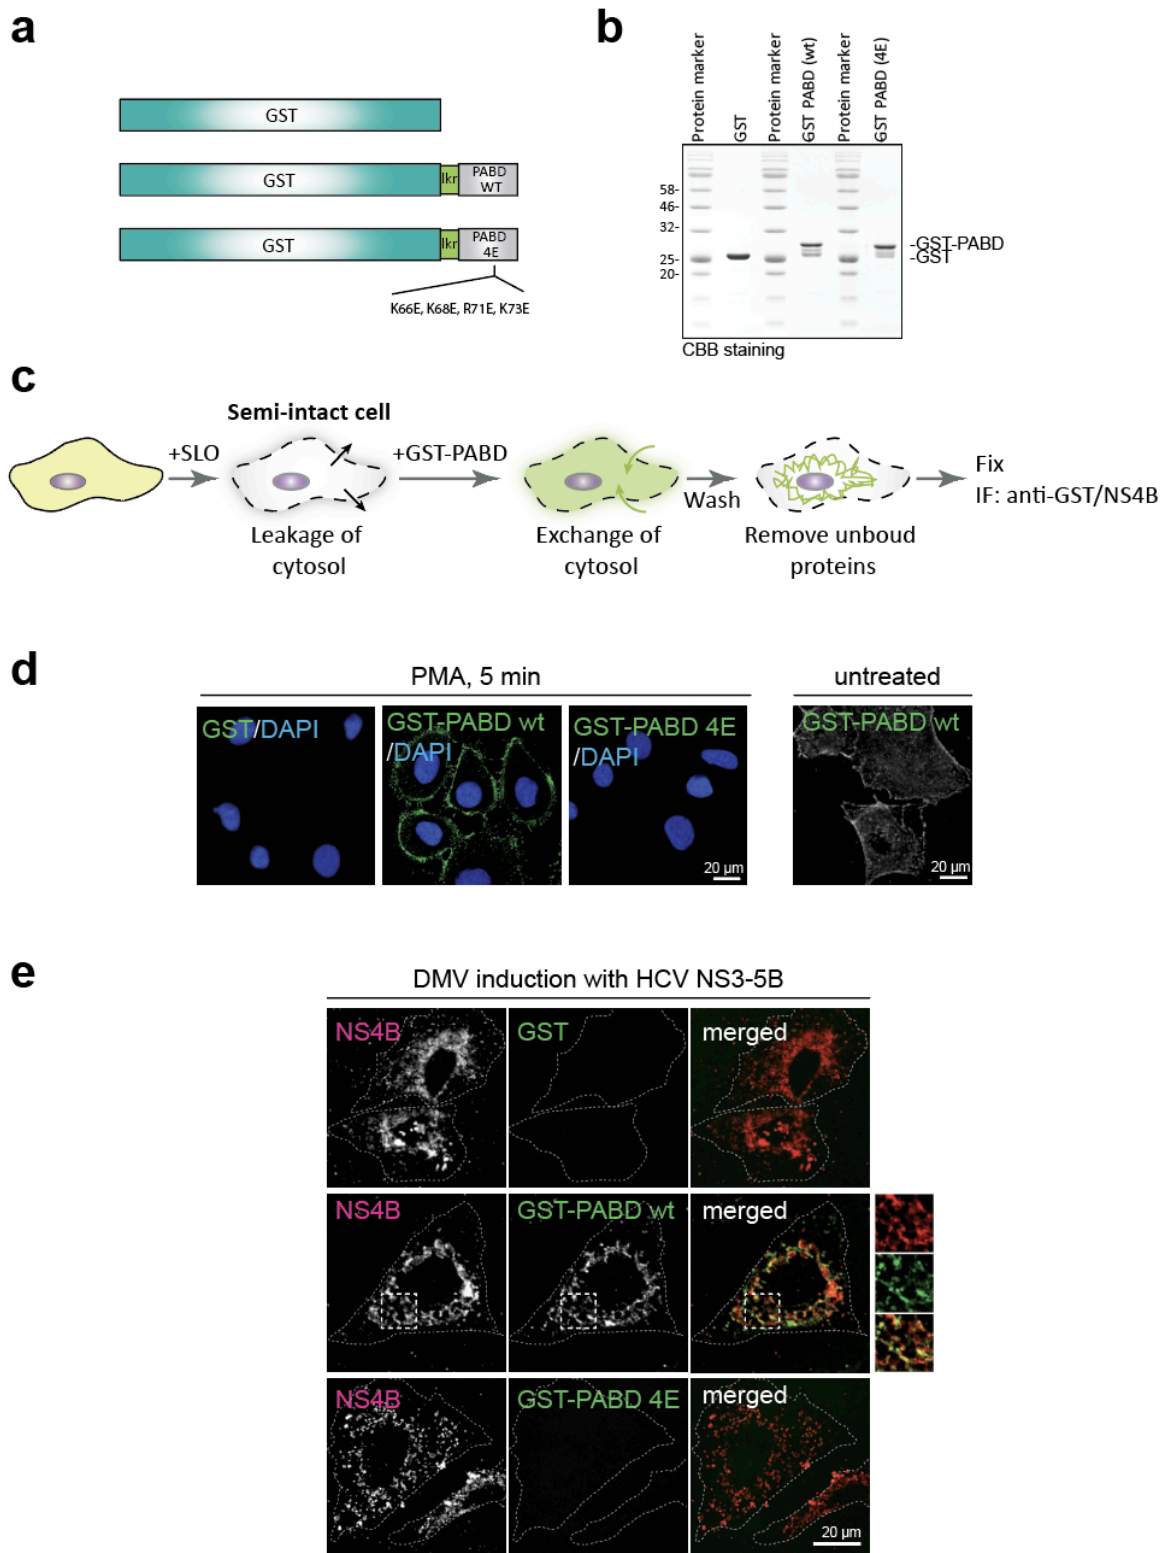 a
GST
GST
lkr
PABD
WT
GST
lkr
PABD
4E
K66E, K68E, R71E, K73E
b
Protein marker
GST
Protein marker
GST PABD (wt)
Protein marker
GST PABD (4E)
58-
46-
32-
25-
20-
-GST-PABD
-GST
CBB staining
c
Semi-intact cell
+SLO
+GST-PABD
Wash
Fix
IF: anti-GST/NS4B
Leakage of
cytosol
Exchange of
cytosol
Remove unboud
proteins
d
PMA, 5 min
untreated
GST/DAPI
GST-PABD wt
/DAPI
GST-PABD 4E
/DAPI
20 µm
GST-PABD wt
20 µm
e
DMV induction with HCV NS3-5B
NS4B
GST
merged
NS4B
GST-PABD wt
merged
NS4B
GST-PABD 4E
merged
20 µm